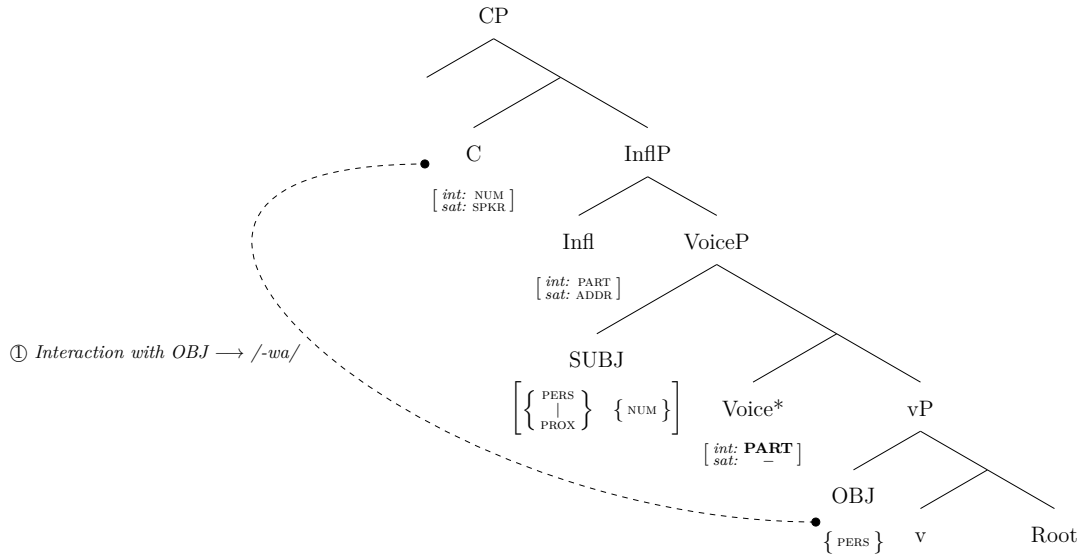 CP
C InflP
[ int: NUM
sat: SPKR ]
Infl VoiceP
[ int: PART
sat: ADDR ]
① Interaction with OBJ ⟶ /-wa/
SUBJ
[ { PERS
|
PROX } { NUM } ]
Voice* vP
[ int: PART
sat: – ]
OBJ
{ PERS } v Root